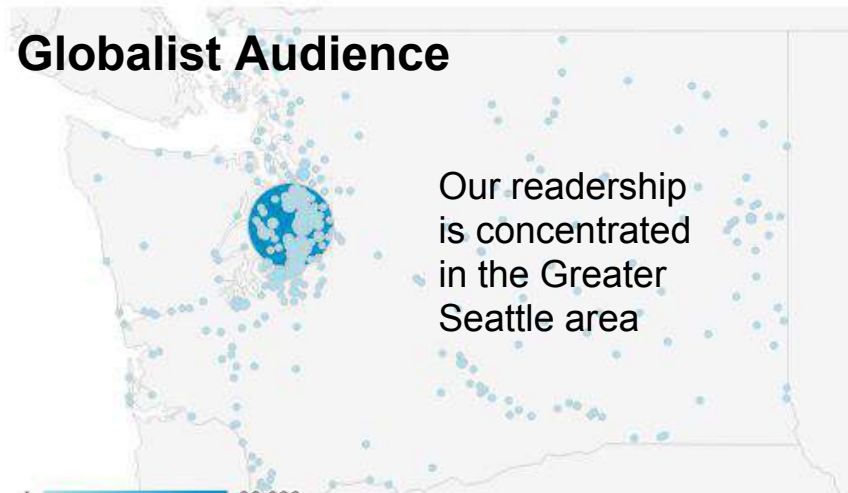 Globalist Audience
Our readership
is concentrated
in the Greater
Seattle area